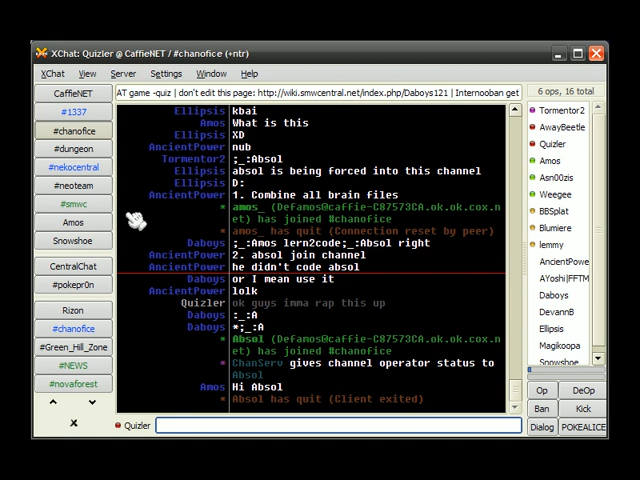 XChat: Quizler @ CaffieNET / #chanofice (+ntr)
XChat View Server Settings Window Help
CaffieNET
#1337
#chanofice
#dungeon
#nekocentral
#neoteam
#smwc
Amos
Snowshoe
CentralChat
#pokepr0n
Rizon
#chanofice
#Green_Hill_Zone
#NEWS
#novaforest
x
AT game -quiz | don't edit this page: http://wiki.smwcentral.net/index.php/Daboys121 | Internooban get
Ellipsis kbai
Amos What is this
Ellipsis XD
AncientPower nub
Tormentor2 ;_:Absol
Ellipsis absol is being forced into this channel
Ellipsis D:
AncientPower 1. Combine all brain files
* amos_ (Defamos@caffie-C87573CA.ok.ok.cox.n
et) has joined #chanofice
* amos_ has quit (Connection reset by peer)
Daboys ;_:Amos lern2code;_:Absol right
AncientPower 2. absol join channel
AncientPower he didn't code absol
Daboys or I mean use it
AncientPower lolk
Quizler ok guys imma rap this up
Daboys :_:A
Daboys *;_:A
* Absol (Defamos@caffie-C87573CA.ok.ok.cox.n
et) has joined #chanofice
* ChanServ gives channel operator status to
Absol
Amos Hi Absol
* Absol has quit (Client exited)
Quizler
6 ops, 16 total
Tormentor2
AwayBeetle
Quizler
Amos
Asn00zis
Weegee
BBSplat
Blumiere
lemmy
AncientPowe
AYoshi|FFTM
Daboys
DevannB
Ellipsis
Magikoopa
Snowshoe
Op DeOp
Ban Kick
Dialog POKEALICE